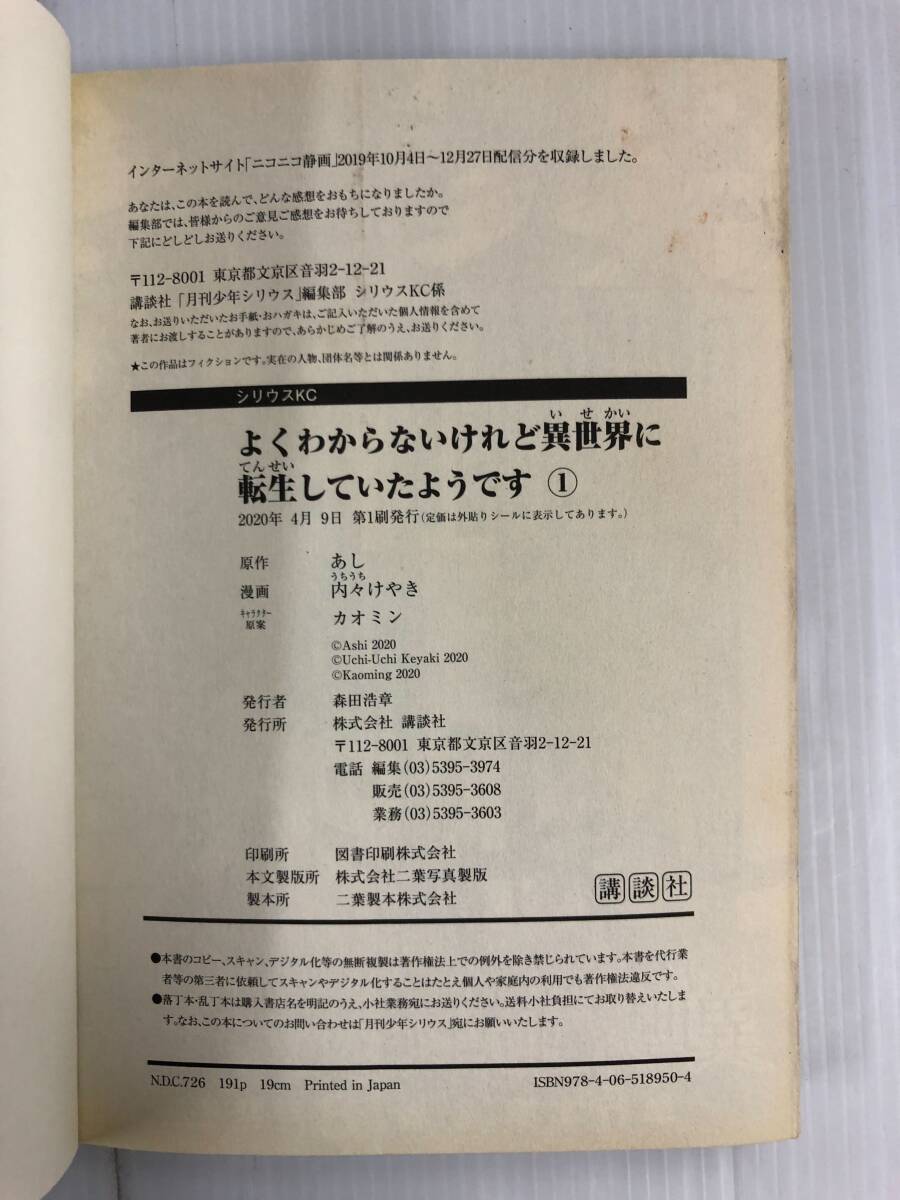 インターネットサイト「ニコニコ静画」2019年10月4日～12月27日配信分を収録しました。
あなたは、この本を読んで、どんな感想をおもちになりましたか。
編集部では、皆様からのご意見ご感想をお待ちしておりますので
下記にどしどしお送りください。
〒112-8001 東京都文京区音羽2-12-21
講談社「月刊少年シリウス」編集部 シリウスKC係
なお、お送りいただいたお手紙・おハガキは、ご記入いただいた個人情報を含めて
著者にお渡しすることがありますので、あらかじめご了解のうえ、お送りください。
★この作品はフィクションです。実在の人物、団体名等とは関係ありません。
シリウスKC
いせかい
よくわからないけれど異世界に
てんせい
転生していたようです ①
2020年 4月 9日 第1刷発行(定価は外貼りシールに表示してあります。)
原作 あし
うちうち
漫画 内々けやき
キャラクター
原案 カオミン
©Ashi 2020
©Uchi-Uchi Keyaki 2020
©Kaoming 2020
発行者 森田浩章
発行所 株式会社 講談社
〒112-8001 東京都文京区音羽2-12-21
電話 編集(03)5395-3974
販売(03)5395-3608
業務(03)5395-3603
印刷所 図書印刷株式会社
本文製版所 株式会社二葉写真製版
製本所 二葉製本株式会社
講談社
●本書のコピー、スキャン、デジタル化等の無断複製は著作権法上での例外を除き禁じられています。本書を代行業
者等の第三者に依頼してスキャンやデジタル化することはたとえ個人や家庭内の利用でも著作権法違反です。
●落丁本・乱丁本は購入書店名を明記のうえ、小社業務宛にお送りください。送料小社負担にてお取り替えいたしま
す。なお、この本についてのお問い合わせは「月刊少年シリウス」宛にお願いいたします。
N.D.C.726 191p 19cm Printed in Japan ISBN978-4-06-518950-4